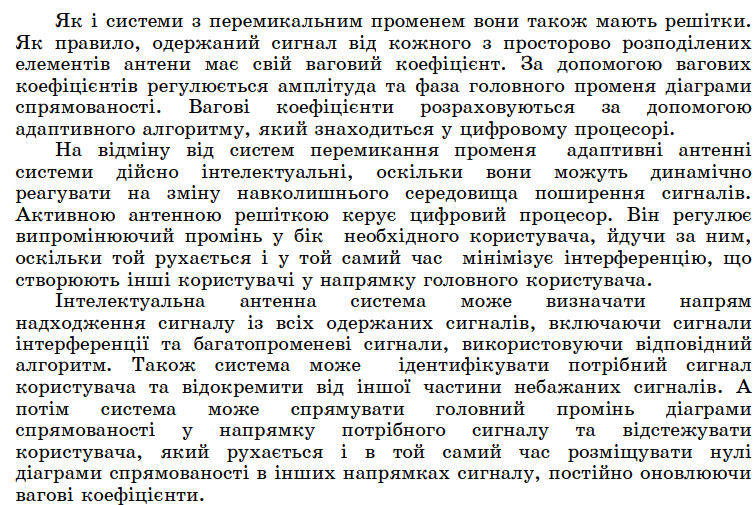 Як і системи з перемикальним променем вони також мають решітки.
Як правило, одержаний сигнал від кожного з просторово розподілених
елементів антени має свій ваговий коефіцієнт. За допомогою вагових
коефіцієнтів регулюється амплітуда та фаза головного променя діаграми
спрямованості. Вагові коефіцієнти розраховуються за допомогою
адаптивного алгоритму, який знаходиться у цифровому процесорі.
На відміну від систем перемикання променя адаптивні антенні
системи дійсно інтелектуальні, оскільки вони можуть динамічно
реагувати на зміну навколишнього середовища поширення сигналів.
Активною антенною решіткою керує цифровий процесор. Він регулює
випромінюючий промінь у бік необхідного користувача, йдучи за ним,
оскільки той рухається і у той самий час мінімізує інтерференцію, що
створюють інші користувачі у напрямку головного користувача.
Інтелектуальна антенна система може визначати напрям
надходження сигналу із всіх одержаних сигналів, включаючи сигнали
інтерференції та багатопроменеві сигнали, використовуючи відповідний
алгоритм. Також система може ідентифікувати потрібний сигнал
користувача та відокремити від іншої частини небажаних сигналів. А
потім система може спрямувати головний промінь діаграми
спрямованості у напрямку потрібного сигналу та відстежувати
користувача, який рухається і в той самий час розміщувати нулі
діаграми спрямованості в інших напрямках сигналу, постійно оновлюючи
вагові коефіцієнти.